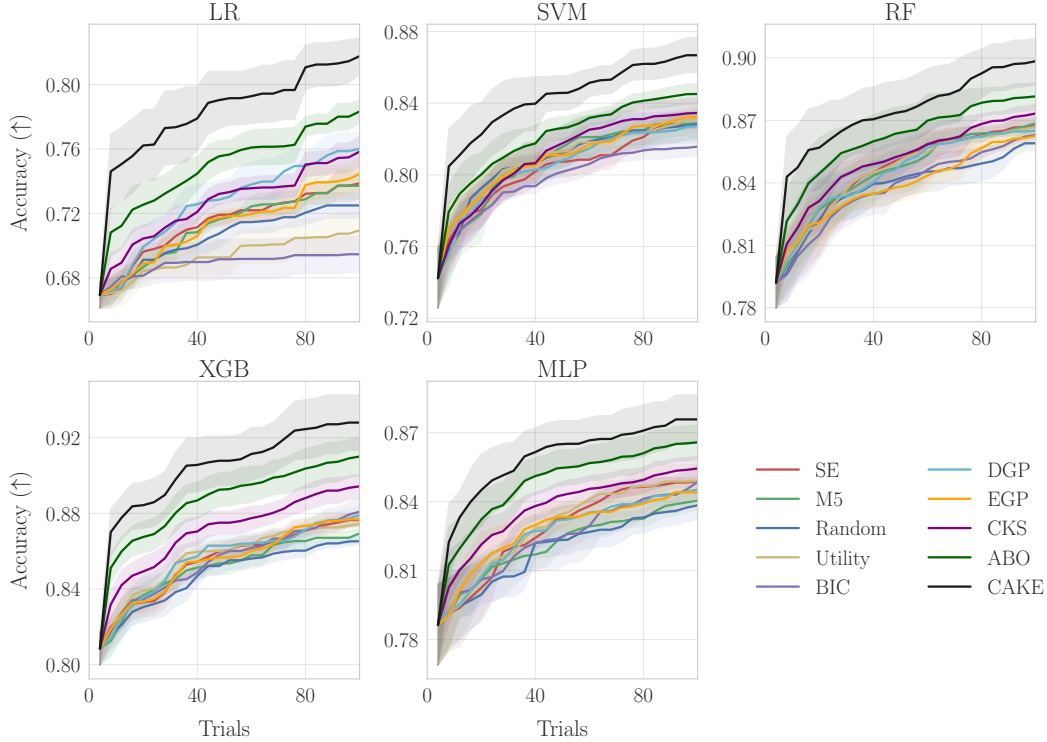 LR
SVM
RF
Accuracy (↑)
0.80
0.76
0.72
0.68
0
40
80
0.88
0.84
0.80
0.76
0.72
0
40
80
0.90
0.87
0.84
0.81
0.78
0
40
80
XGB
MLP
Accuracy (↑)
0.92
0.88
0.84
0.80
0
40
80
Trials
0.87
0.84
0.81
0.78
0
40
80
Trials
SE
M5
Random
Utility
BIC
DGP
EGP
CKS
ABO
CAKE